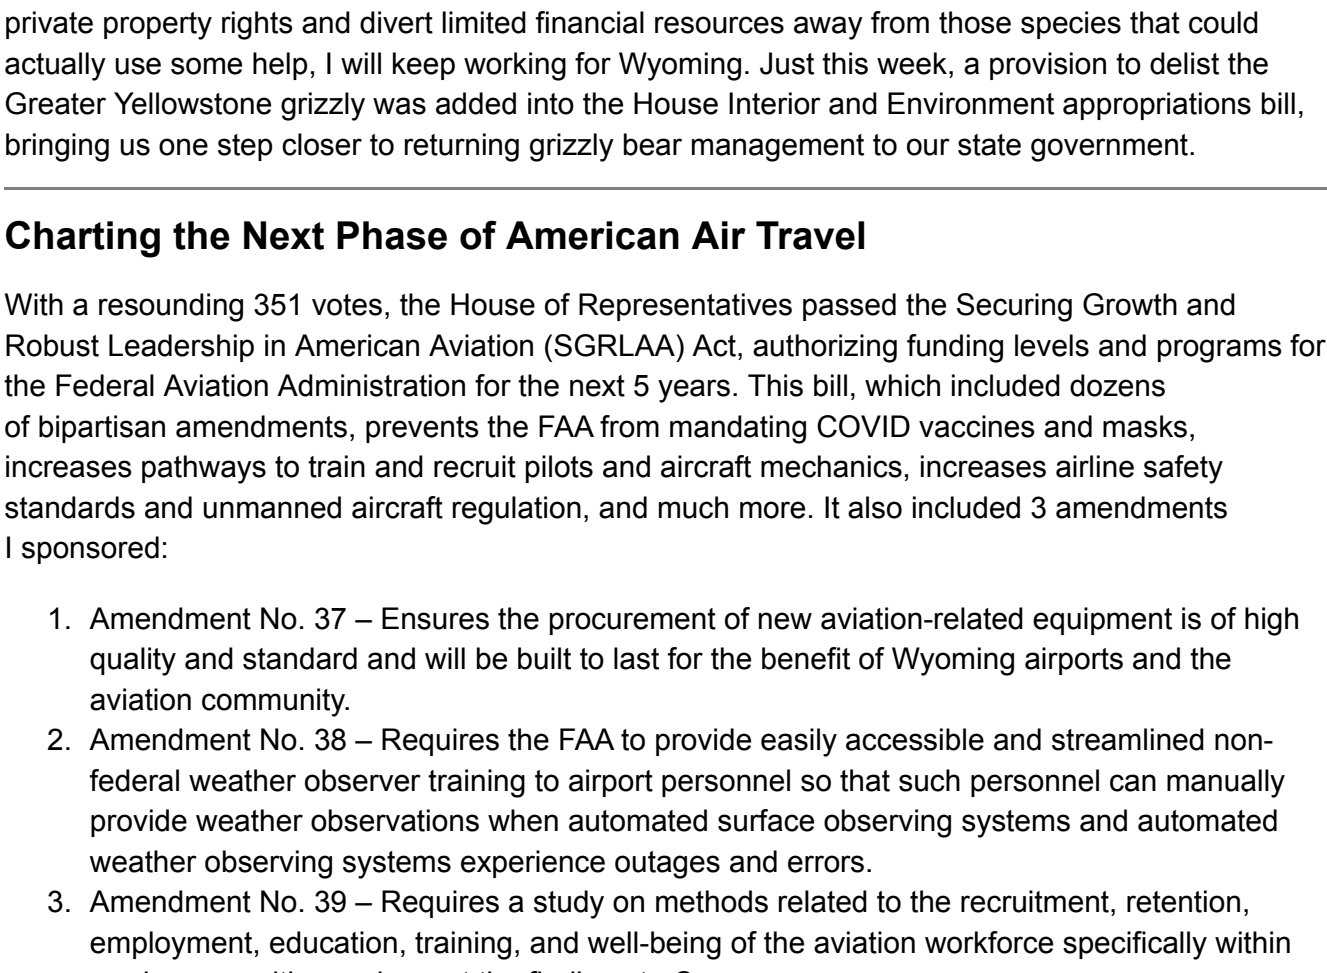 private property rights and divert limited financial resources away from those species that could
actually use some help, I will keep working for Wyoming. Just this week, a provision to delist the
Greater Yellowstone grizzly was added into the House Interior and Environment appropriations bill,
bringing us one step closer to returning grizzly bear management to our state government.
Charting the Next Phase of American Air Travel
With a resounding 351 votes, the House of Representatives passed the Securing Growth and
Robust Leadership in American Aviation (SGRLAA) Act, authorizing funding levels and programs for
the Federal Aviation Administration for the next 5 years. This bill, which included dozens
of bipartisan amendments, prevents the FAA from mandating COVID vaccines and masks,
increases pathways to train and recruit pilots and aircraft mechanics, increases airline safety
standards and unmanned aircraft regulation, and much more. It also included 3 amendments
I sponsored:
1. Amendment No. 37 – Ensures the procurement of new aviation-related equipment is of high
quality and standard and will be built to last for the benefit of Wyoming airports and the
aviation community.
2. Amendment No. 38 – Requires the FAA to provide easily accessible and streamlined non-
federal weather observer training to airport personnel so that such personnel can manually
provide weather observations when automated surface observing systems and automated
weather observing systems experience outages and errors.
3. Amendment No. 39 – Requires a study on methods related to the recruitment, retention,
employment, education, training, and well-being of the aviation workforce specifically within